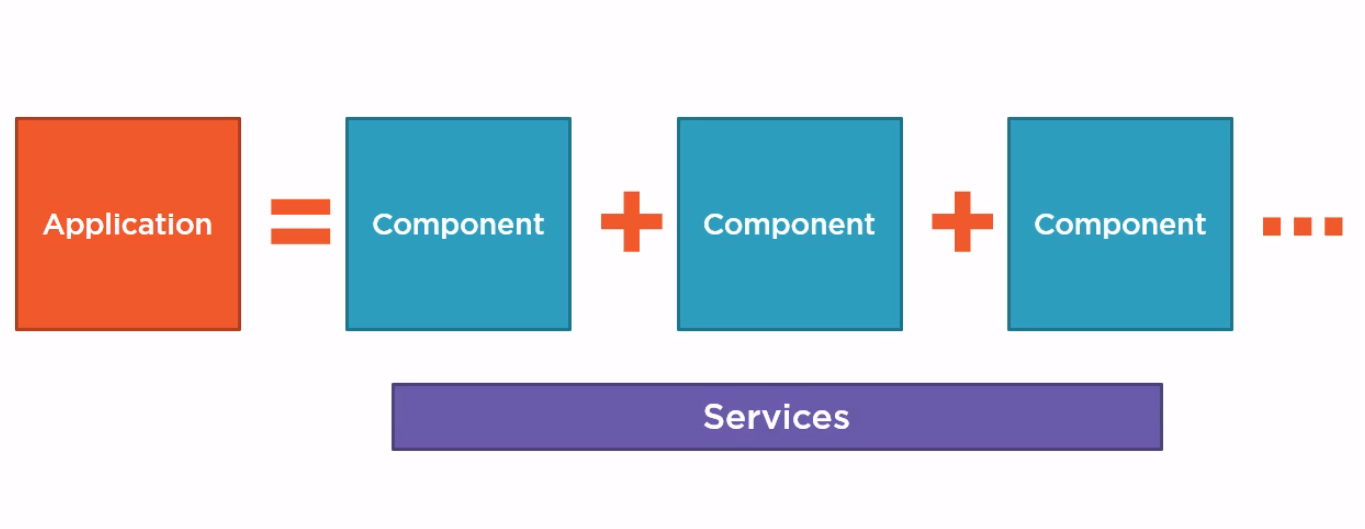 Application = Component + Component + Component ...
Services